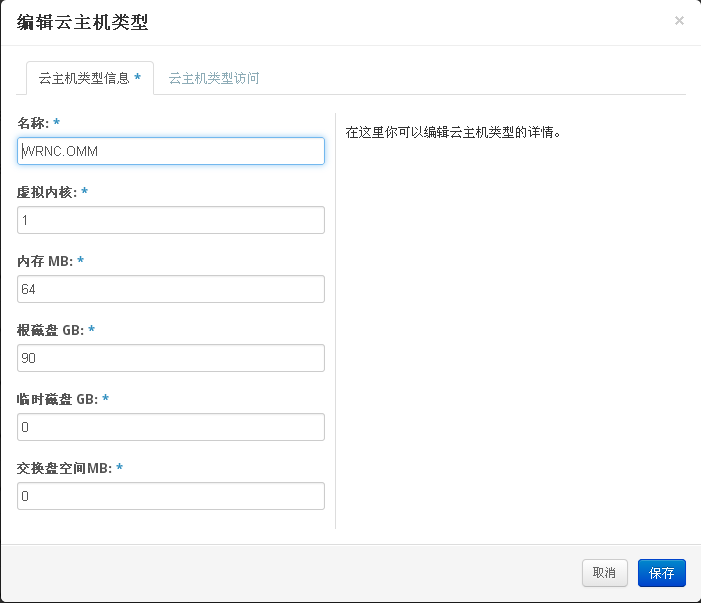 编辑云主机类型
×
云主机类型信息 * 云主机类型访问
名称: *
WRNC.OMM
虚拟内核: *
1
内存 MB: *
64
根磁盘 GB: *
90
临时磁盘 GB: *
0
交换盘空间MB: *
0
在这里你可以编辑云主机类型的详情。
取消 保存